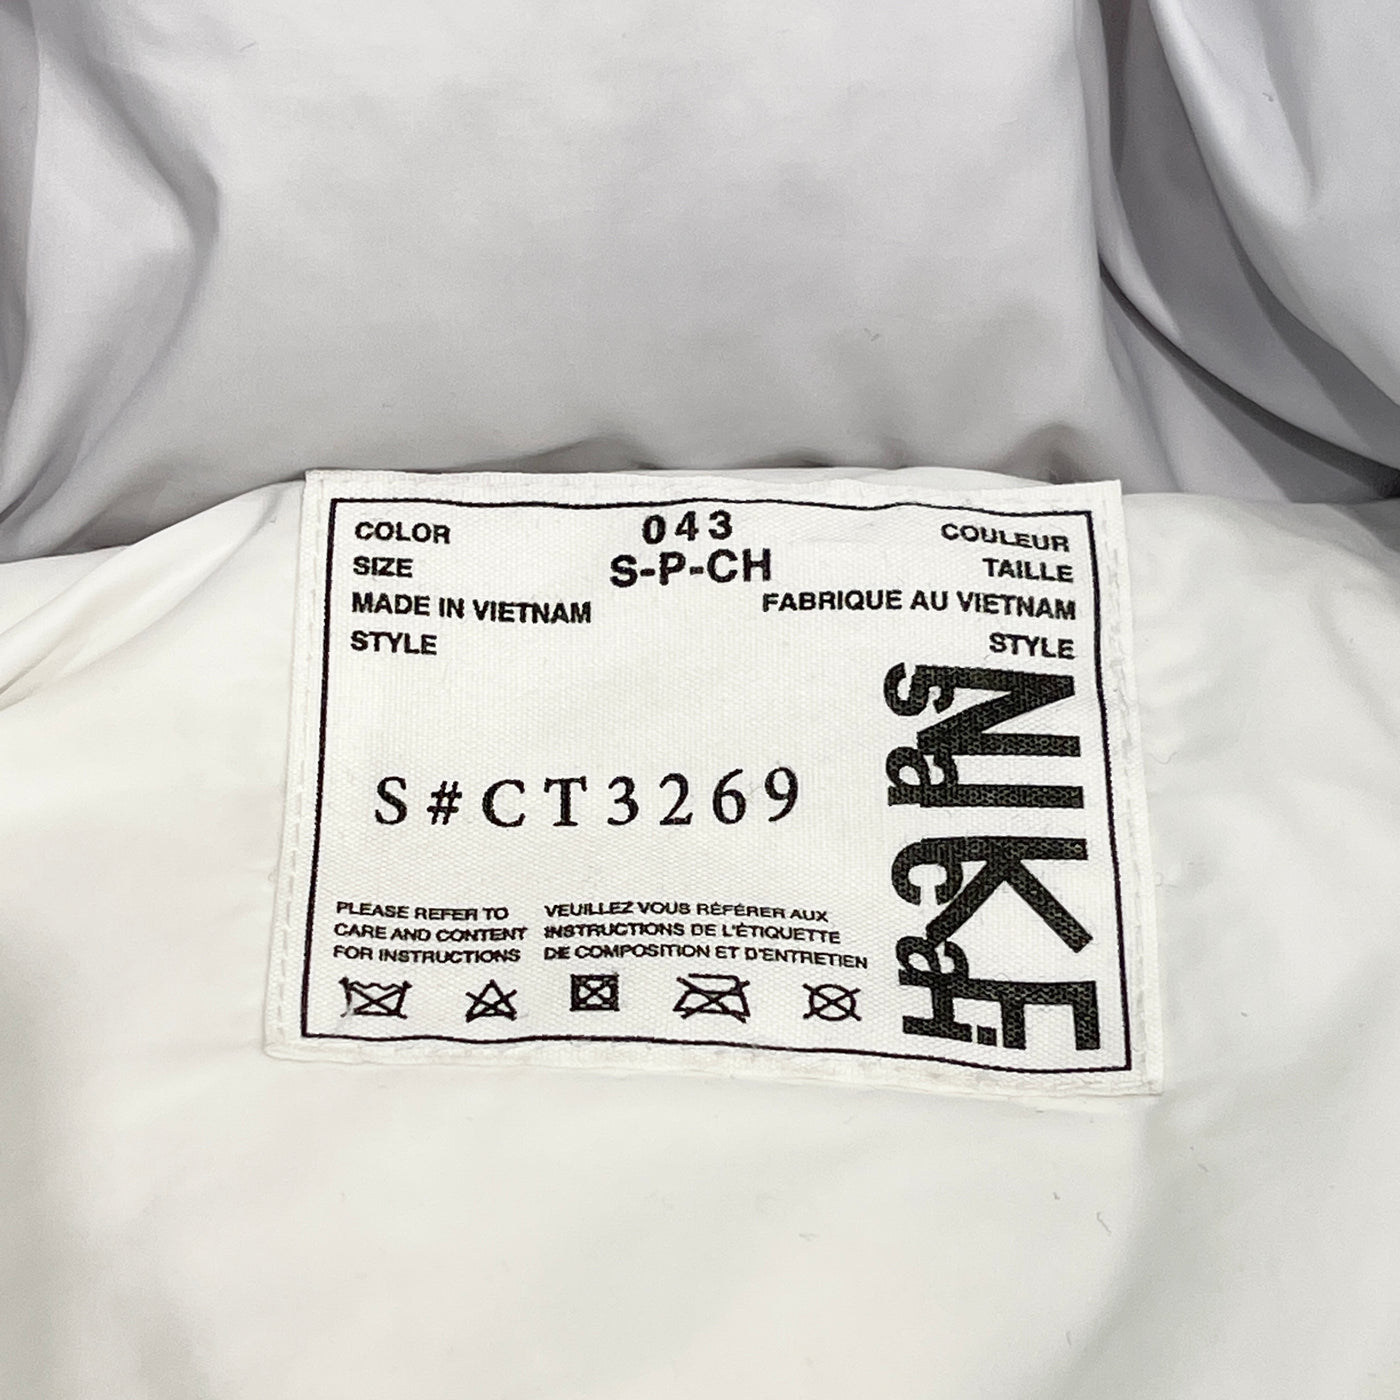 COLOR 043 COULEUR
SIZE S-P-CH TAILLE
MADE IN VIETNAM FABRIQUE AU VIETNAM
STYLE STYLE
S#CT3269
NIKE
sacai
PLEASE REFER TO
CARE AND CONTENT
FOR INSTRUCTIONS
VEUILLEZ VOUS RÉFÉRER AUX
INSTRUCTIONS DE L'ÉTIQUETTE
DE COMPOSITION ET D'ENTRETIEN